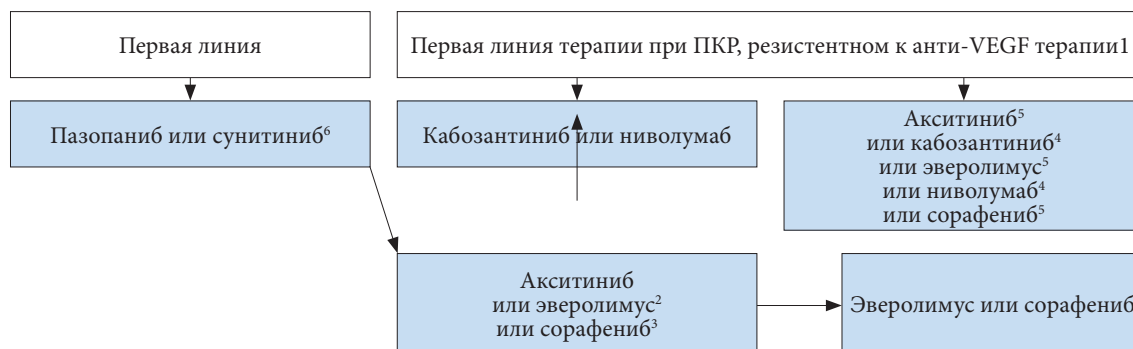 Первая линия
Первая линия терапии при ПКР, резистентном к анти-VEGF терапии1
Пазопаниб или сунитиниб⁶
Кабозантиниб или ниволумаб
Акситиниб⁵
или кабозантиниб⁴
или эверолимус⁵
или ниволумаб⁴
или сорафениб⁵
Акситиниб
или эверолимус²
или сорафениб³
Эверолимус или сорафениб